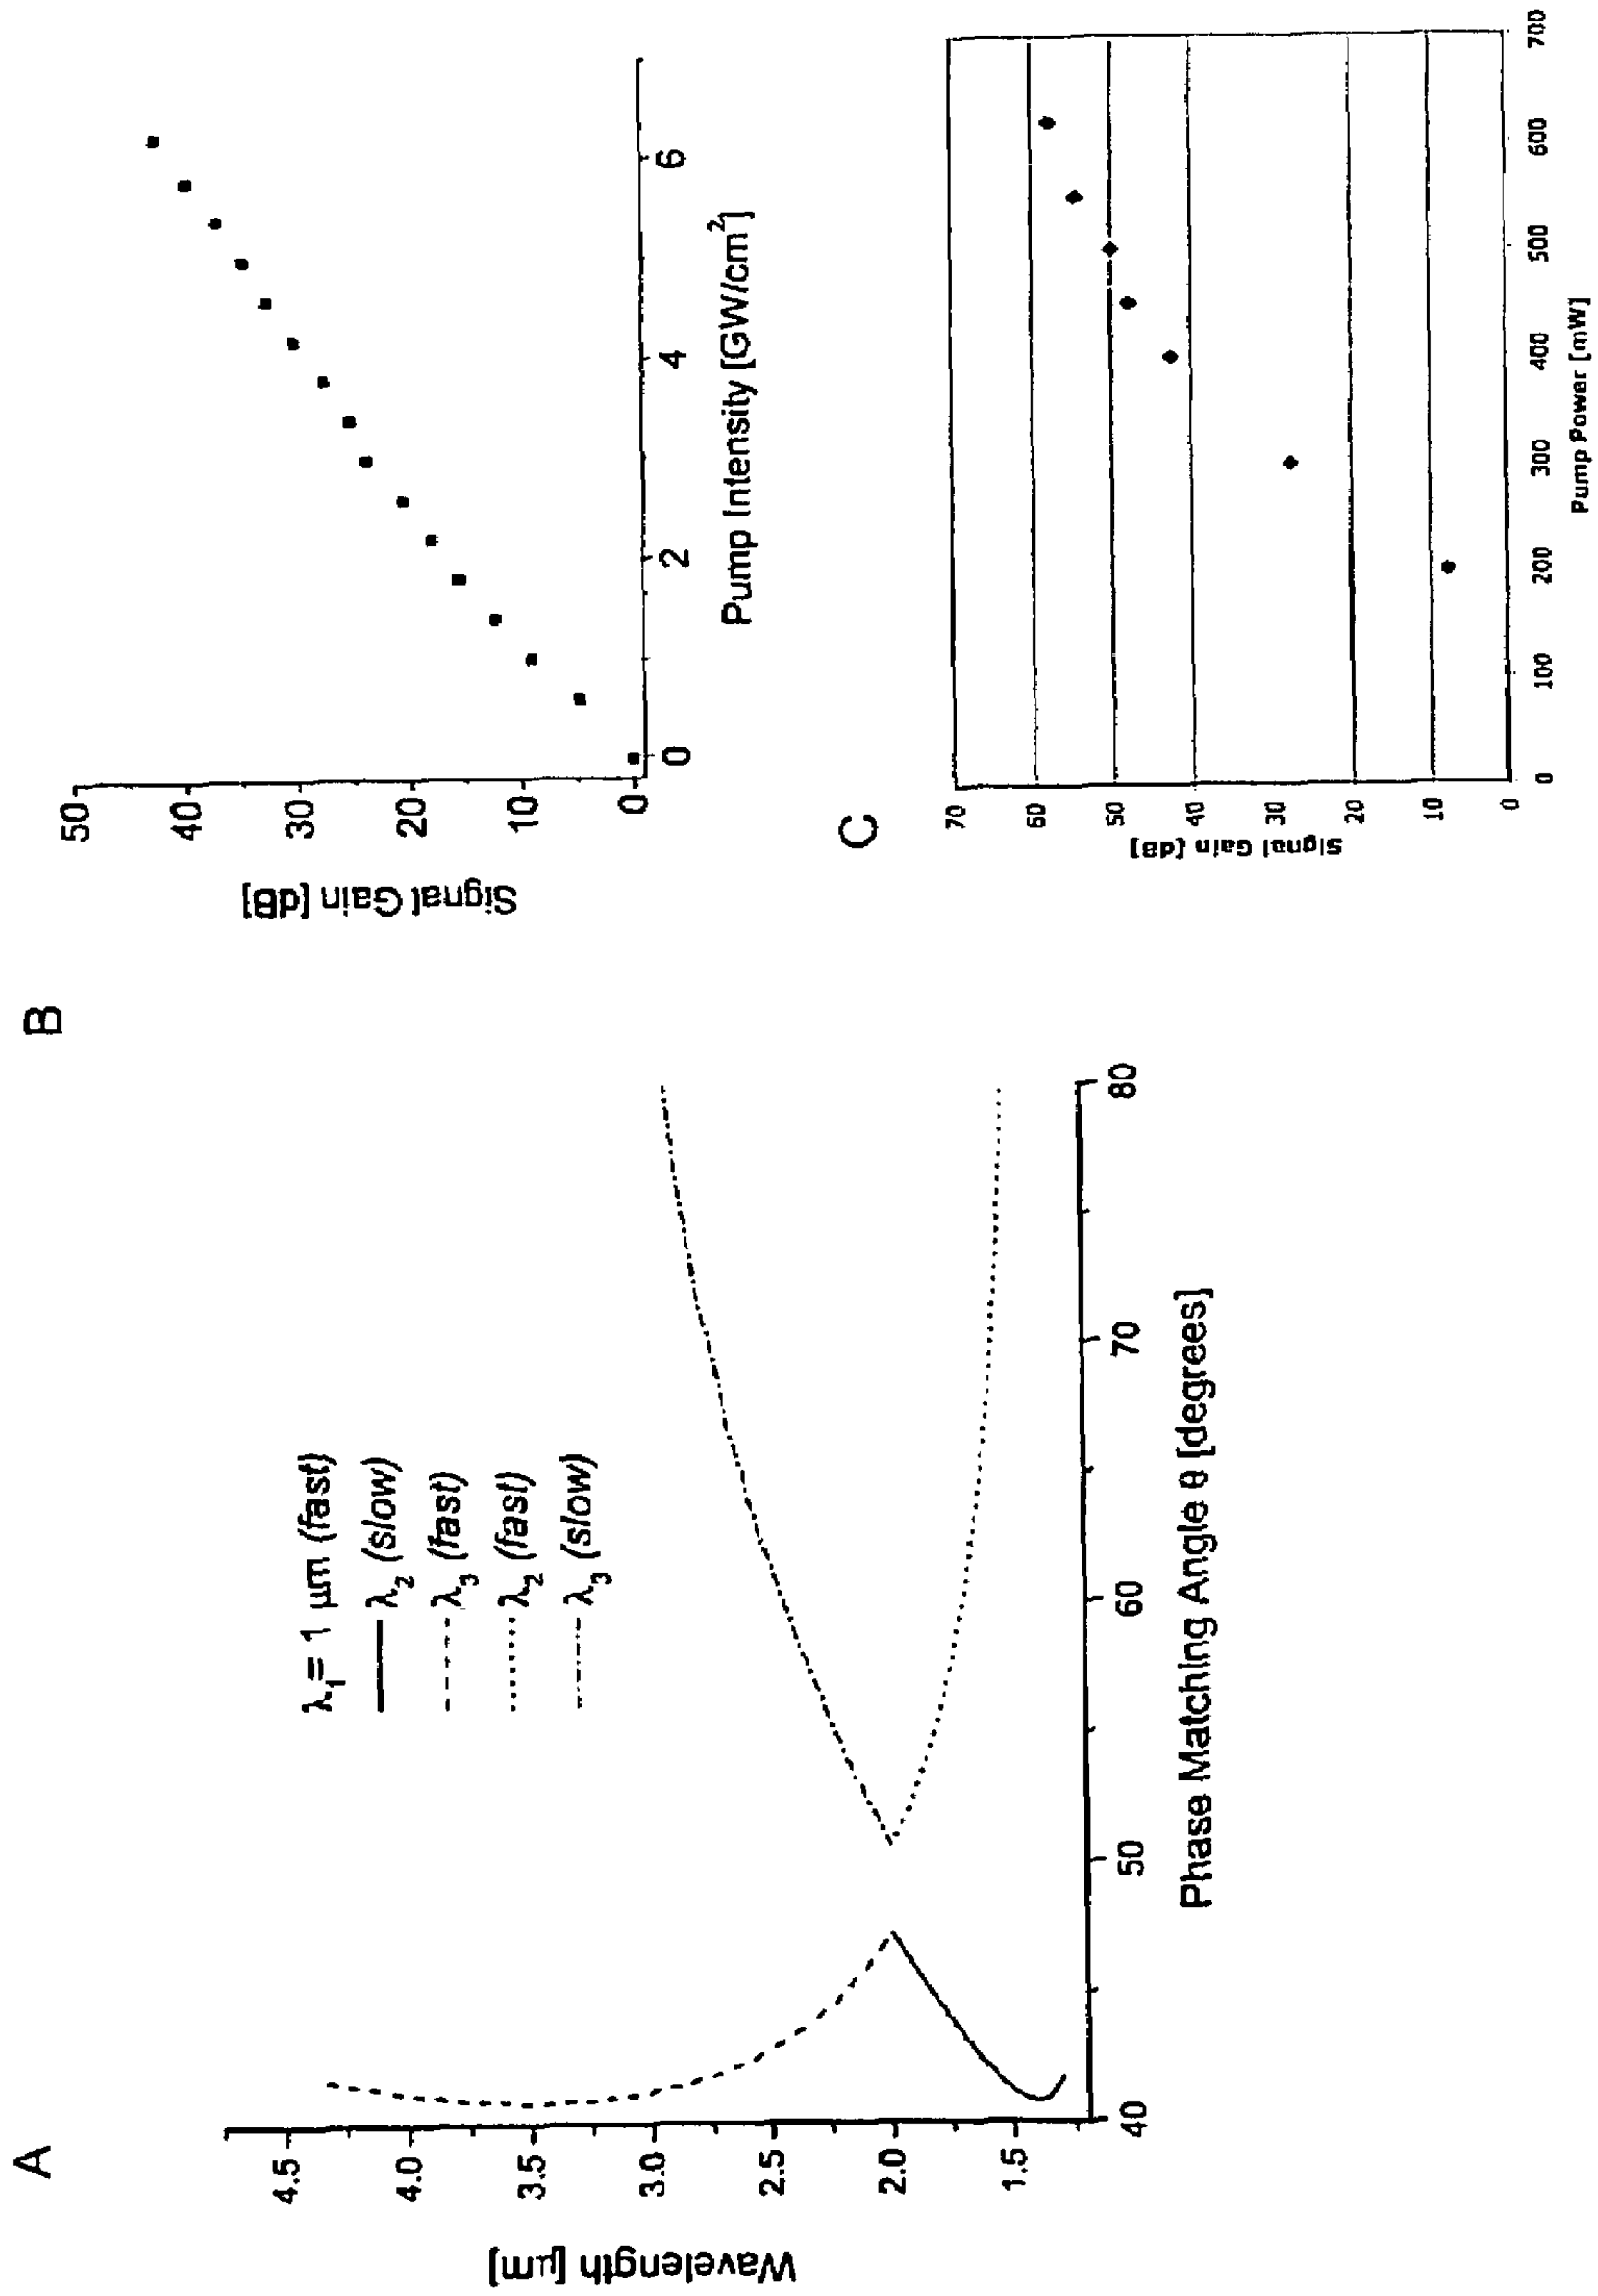 A
Wavelength [μm]
4.5
4.0
3.5
3.0
2.5
2.0
1.5
40
50
60
70
80
Phase Matching Angle θ [degrees]
λ₁= 1 μm (fast)
λ₂ (slow)
λ₃ (fast)
λ₂ (fast)
λ₃ (slow)
B
Signal Gain [dB]
50
40
30
20
10
0
0
2
4
6
Pump Intensity [GW/cm²]
C
Signal Gain [dB]
70
60
50
40
30
20
10
0
0
100
200
300
400
500
600
700
Pump Power [mW]